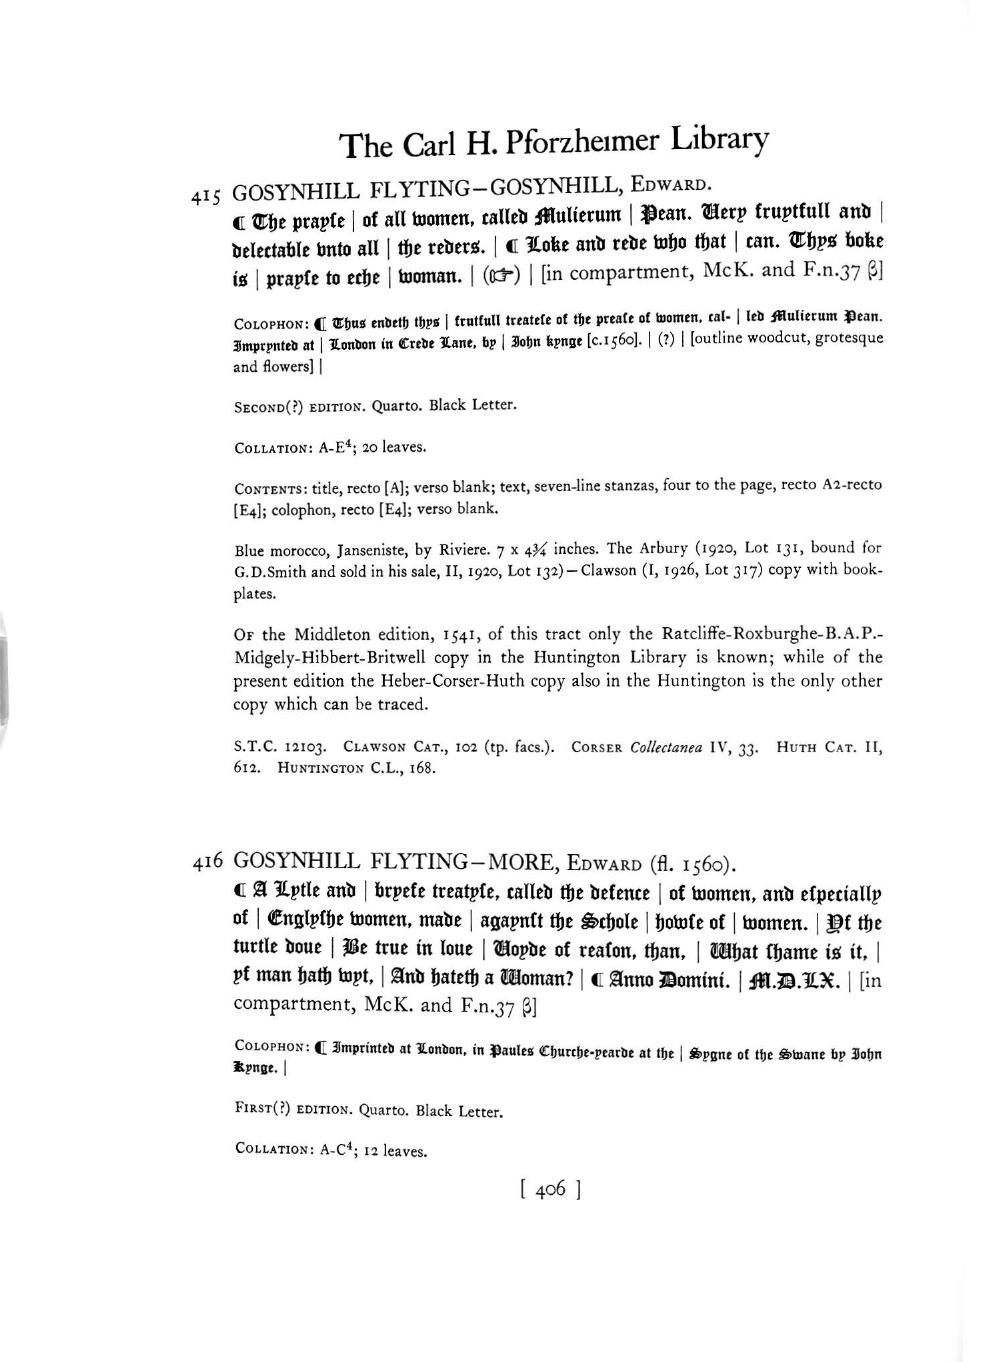 The Carl H. Pforzheimer Library
415 GOSYNHILL FLYTING—GOSYNHILL, EDWARD.
¶ The prayſe | of all women, called Mulierum | Pean. Very fruytfull and |
delectable vnto all | the reders. | ¶ Loke and rede who that | can. Thys boke
is | prayſe to eche | woman. | (☞) | [in compartment, McK. and F.n.37 β]
COLOPHON: ¶ Thus endeth thys | frutfull treateſe of the preaſe of women, cal- | led Mulierum Pean.
Imprynted at | London in Crede Lane, by | John kynge [c.1560]. | (?) | [outline woodcut, grotesque
and flowers] |
SECOND(?) EDITION. Quarto. Black Letter.
COLLATION: A-E⁴; 20 leaves.
CONTENTS: title, recto [A]; verso blank; text, seven-line stanzas, four to the page, recto A2-recto
[E4]; colophon, recto [E4]; verso blank.
Blue morocco, Janseniste, by Riviere. 7 x 4¾ inches. The Arbury (1920, Lot 131, bound for
G.D.Smith and sold in his sale, II, 1920, Lot 132)—Clawson (I, 1926, Lot 317) copy with book-
plates.
OF the Middleton edition, 1541, of this tract only the Ratcliffe-Roxburghe-B.A.P.-
Midgely-Hibbert-Britwell copy in the Huntington Library is known; while of the
present edition the Heber-Corser-Huth copy also in the Huntington is the only other
copy which can be traced.
S.T.C. 12103. CLAWSON CAT., 102 (tp. facs.). CORSER Collectanea IV, 33. HUTH CAT. II,
612. HUNTINGTON C.L., 168.
416 GOSYNHILL FLYTING—MORE, EDWARD (fl. 1560).
¶ A Lytle and | bryefe treatyſe, called the defence | of women, and eſpecially
of | Englyſhe women, made | agaynſt the Schole | howſe of | women. | Yf the
turtle doue | Be true in loue | Uoyde of reaſon, than, | What ſhame is it, |
yf man hath wyt, | And hateth a Woman? | ¶ Anno Domini. | M.D.LX. | [in
compartment, McK. and F.n.37 β]
COLOPHON: ¶ Imprinted at London, in Paules Churche-yearde at the | Sygne of the Swane by John
Kynge. |
FIRST(?) EDITION. Quarto. Black Letter.
COLLATION: A-C⁴; 12 leaves.
[ 406 ]